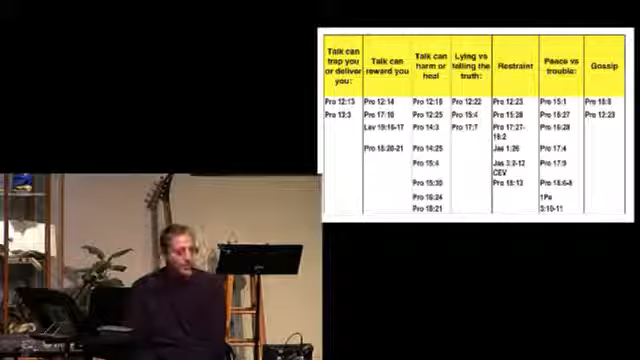 Talk can trap you or deliver you: Talk can reward you Talk can harm or heal Lying vs telling the truth: Restraint Peace vs trouble: Gossip
Pro 12:13 Pro 12:14 Pro 12:18 Pro 12:22 Pro 12:23 Pro 15:1 Pro 18:8
Pro 13:3 Pro 17:10 Pro 12:25 Pro 15:4 Pro 15:28 Pro 16:27 Pro 12:23
Lev 19:16-17 Pro 14:3 Pro 17:7 Pro 17:27-18:2 Pro 16:28
Pro 18:20-21 Pro 14:25 Jas 1:26 Pro 17:4
Pro 15:4 Jas 3:2-12 CEV Pro 17:9
Pro 15:30 Pro 18:13 Pro 18:6-8
Pro 16:24 1Pe
Pro 18:21 3:10-11